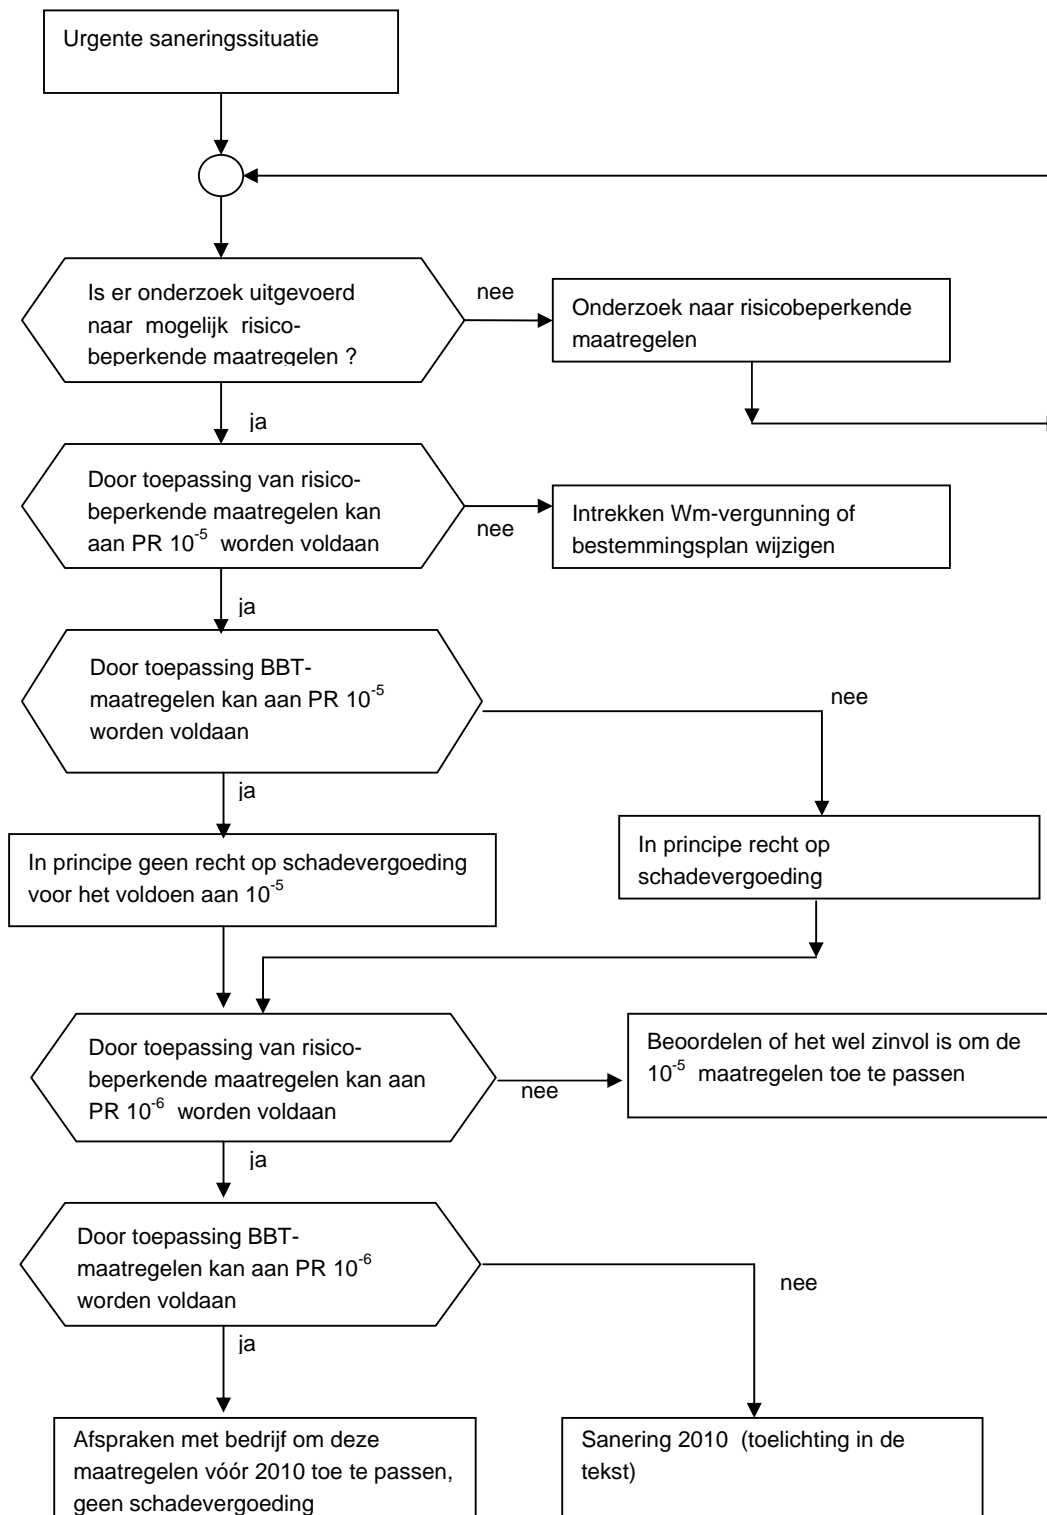 Urgente saneringssituatie
Is er onderzoek uitgevoerd
naar mogelijk risico-
beperkende maatregelen ?
nee
Onderzoek naar risicobeperkende
maatregelen
ja
Door toepassing van risico-
beperkende maatregelen kan
aan PR 10⁻⁵ worden voldaan
nee
Intrekken Wm-vergunning of
bestemmingsplan wijzigen
ja
Door toepassing BBT-
maatregelen kan aan PR 10⁻⁵
worden voldaan
nee
ja
In principe geen recht op schadevergoeding
voor het voldoen aan 10⁻⁵
In principe recht op
schadevergoeding
Door toepassing van risico-
beperkende maatregelen kan aan
PR 10⁻⁶ worden voldaan
nee
Beoordelen of het wel zinvol is om de
10⁻⁵ maatregelen toe te passen
ja
Door toepassing BBT-
maatregelen kan aan PR 10⁻⁶
worden voldaan
nee
ja
Afspraken met bedrijf om deze
maatregelen vóór 2010 toe te passen,
geen schadevergoeding
Sanering 2010 (toelichting in de
tekst)